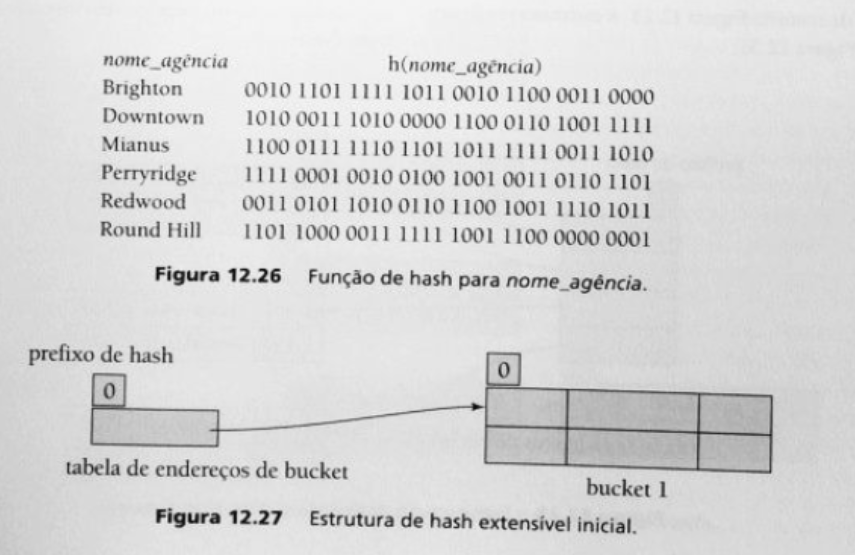 nome_agência h(nome_agência)
Brighton 0010 1101 1111 1011 0010 1100 0011 0000
Downtown 1010 0011 1010 0000 1100 0110 1001 1111
Mianus 1100 0111 1110 1101 1011 1111 0011 1010
Perryridge 1111 0001 0010 0100 1001 0011 0110 1101
Redwood 0011 0101 1010 0110 1100 1001 1110 1011
Round Hill 1101 1000 0011 1111 1001 1100 0000 0001
Figura 12.26 Função de hash para nome_agência.
prefixo de hash
0 0
tabela de endereços de bucket
bucket 1
Figura 12.27 Estrutura de hash extensível inicial.